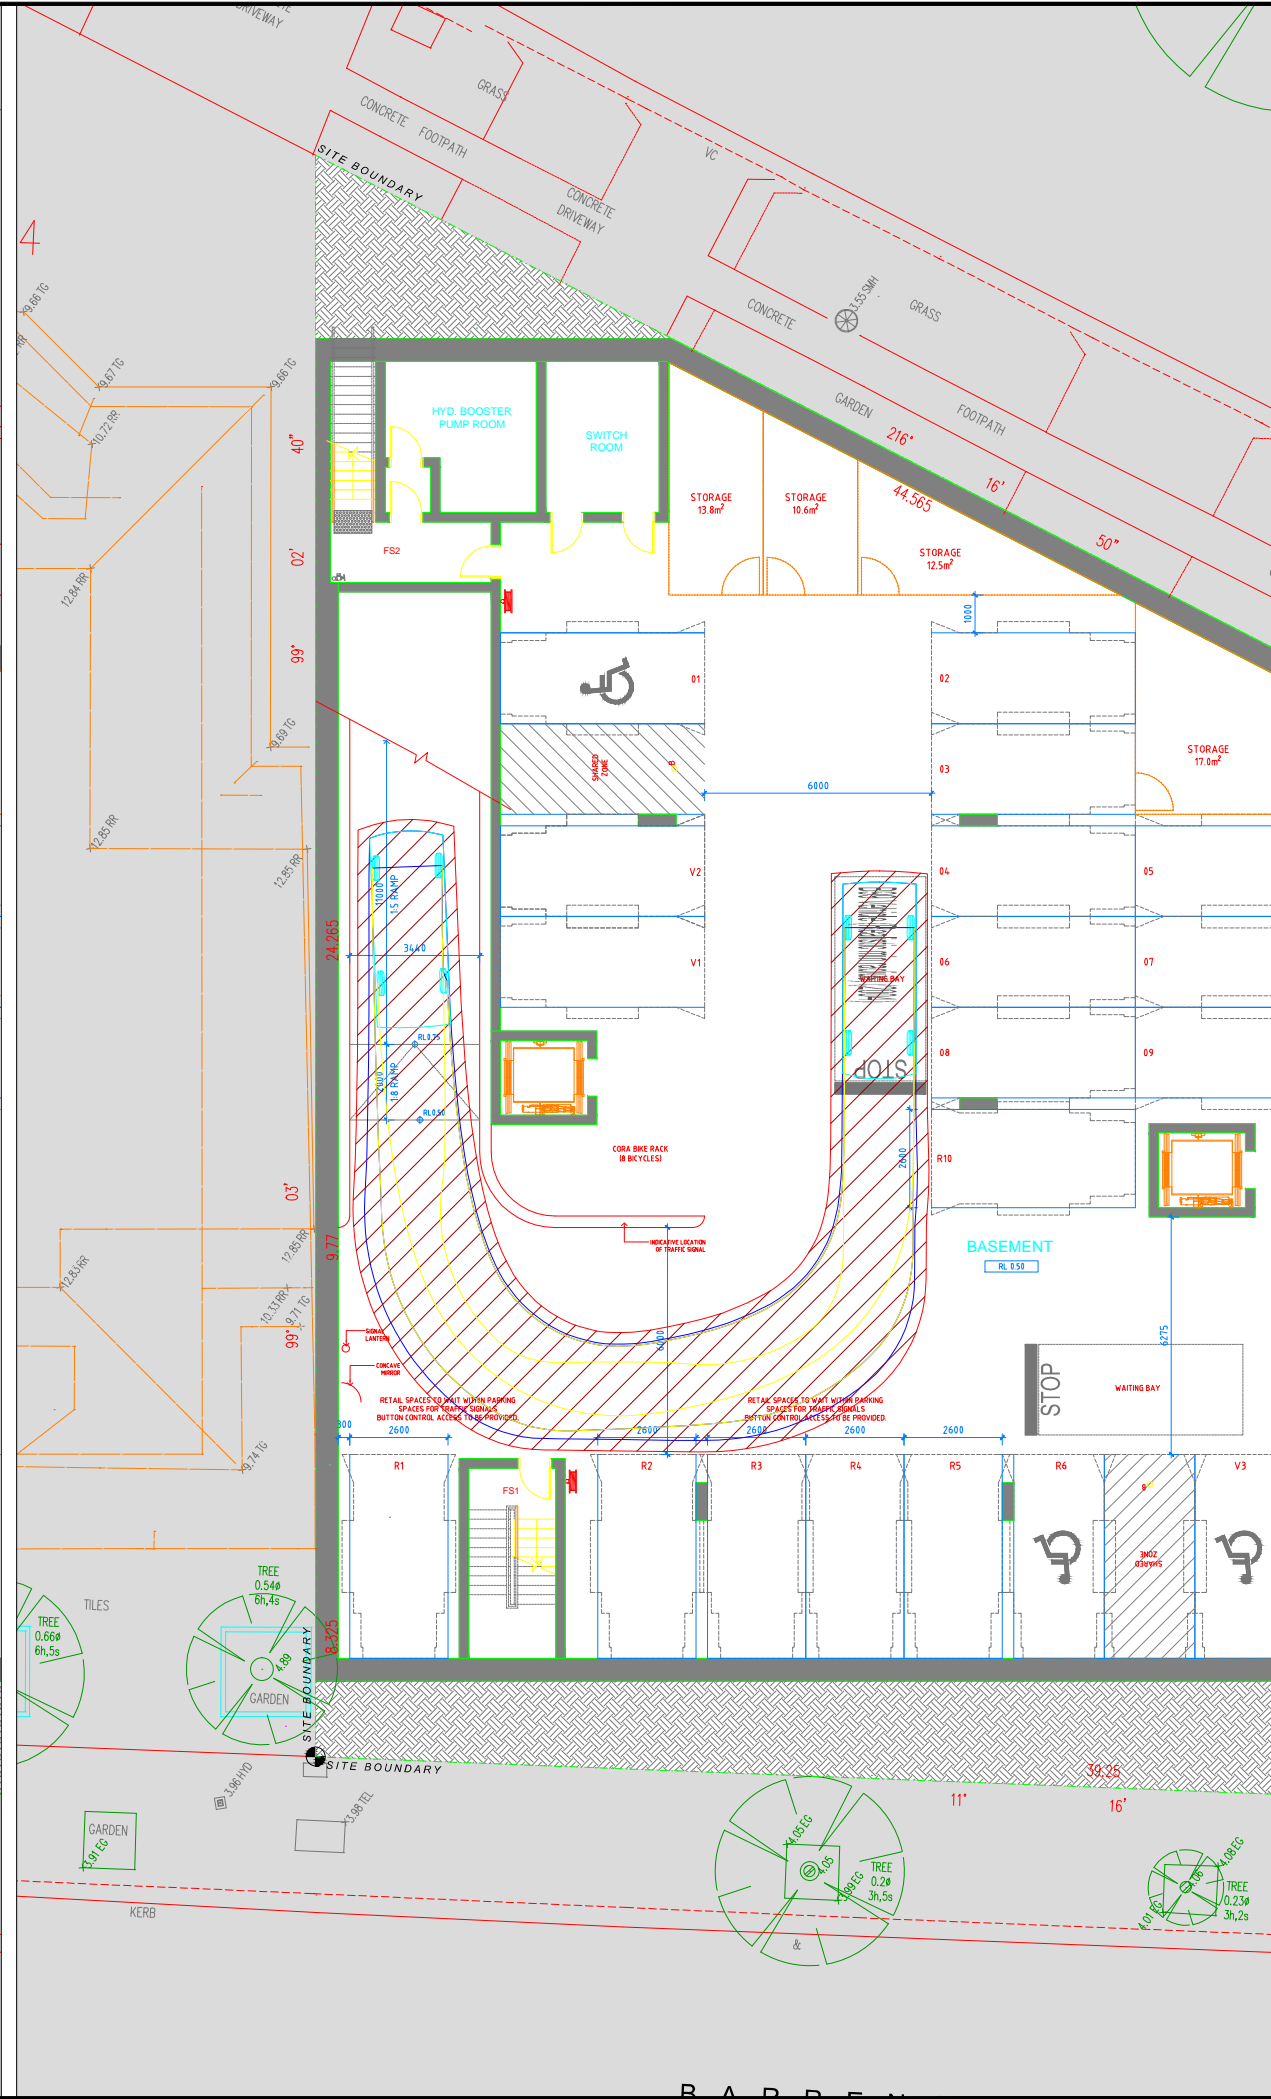 DRIVEWAY
GRASS
CONCRETE FOOTPATH
SITE BOUNDARY
VC
CONCRETE
DRIVEWAY
4
9.66 TG
3.55 SMH
GRASS
CONCRETE
9.67 TG
9.66 TG
10.72 RR
GARDEN
FOOTPATH
HYD. BOOSTER
PUMP ROOM
SWITCH
ROOM
40"
216°
16'
50"
44.565
STORAGE
13.8m²
STORAGE
10.6m²
STORAGE
12.5m²
FS2
02'
12.84 RR
1000
99°
01
02
9.69 TG
SHARED
ZONE
B
03
STORAGE
17.0m²
6000
12.85 RR
12.85 RR
V2
04
05
11000
1:5 RAMP
24.265
3440
V1
WAITING BAY
06
07
RL0.75
08
09
STOP
2000
1:8 RAMP
RL0.50
CORA BIKE RACK
(8 BICYCLES)
2600
R10
03'
9.77
12.85 RR
INDICATIVE LOCATION
OF TRAFFIC SIGNAL
BASEMENT
RL 0.50
12.83 RR
10.33 RR
9.71 TG
99°
SIGNAL
LANTERN
6000
6275
CONCAVE
MIRROR
STOP
WAITING BAY
RETAIL SPACES TO WAIT WITHIN PARKING
SPACES FOR TRAFFIC SIGNALS
BUTTON CONTROL ACCESS TO BE PROVIDED.
RETAIL SPACES TO WAIT WITHIN PARKING
SPACES FOR TRAFFIC SIGNALS
BUTTON CONTROL ACCESS TO BE PROVIDED.
300
2600
2600
2600
2600
2600
9.74 TG
R1
R2
R3
R4
R5
R6
V3
FS1
B
SHARED
ZONE
TREE
0.54ø
6h,4s
TILES
TREE
0.66ø
6h,5s
8.325
4.89
GARDEN
SITE BOUNDARY
SITE BOUNDARY
39.25
11°
16'
3.96 HYD
3.98 TEL
GARDEN
3.91 EG
4.05 EG
4.05
3.99 EG
TREE
0.2ø
3h,5s
4.08 EG
4.06
4.01 EG
TREE
0.23ø
3h,2s
KERB
&